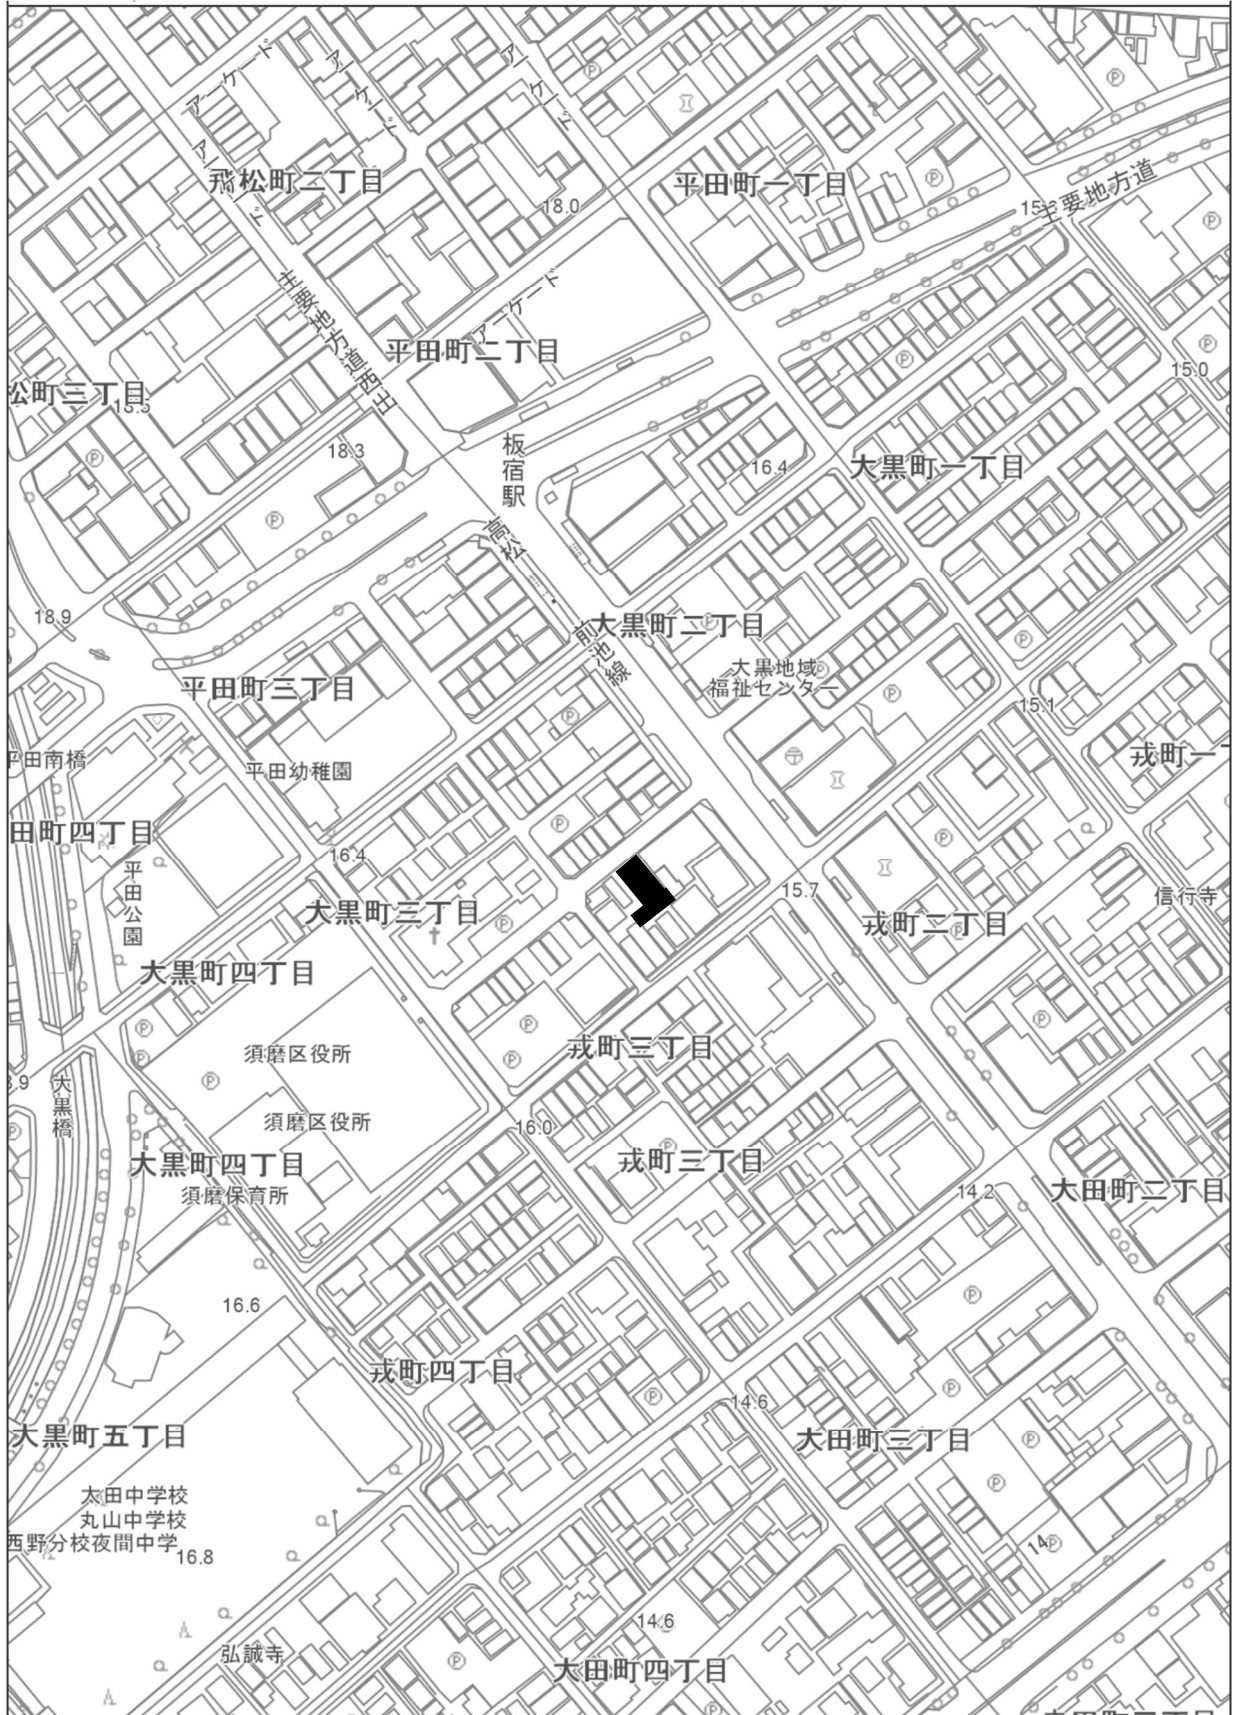 アーケード
アーケード
アーケード
アーケード
飛松町二丁目
平田町一丁目
18.0
主要地方道
アーケード
主要地方道西出
平田町二丁目
15.0
松町三丁目
18.3
板宿駅
16.4
大黒町一丁目
高松
前池線
18.9
大黒町二丁目
大黒地域
福祉センター
平田町三丁目
15.1
平田南橋
平田幼稚園
戎町一丁
田町四丁目
16.4
平田公園
15.7
信行寺
大黒町三丁目
戎町二丁目
大黒町四丁目
須磨区役所
戎町三丁目
大黒橋
須磨区役所
16.0
大黒町四丁目
須磨保育所
戎町三丁目
14.2
大田町二丁目
16.6
戎町四丁目
14.6
大黒町五丁目
大田町三丁目
太田中学校
丸山中学校
西野分校夜間中学
16.8
14
14.6
弘誠寺
大田町四丁目